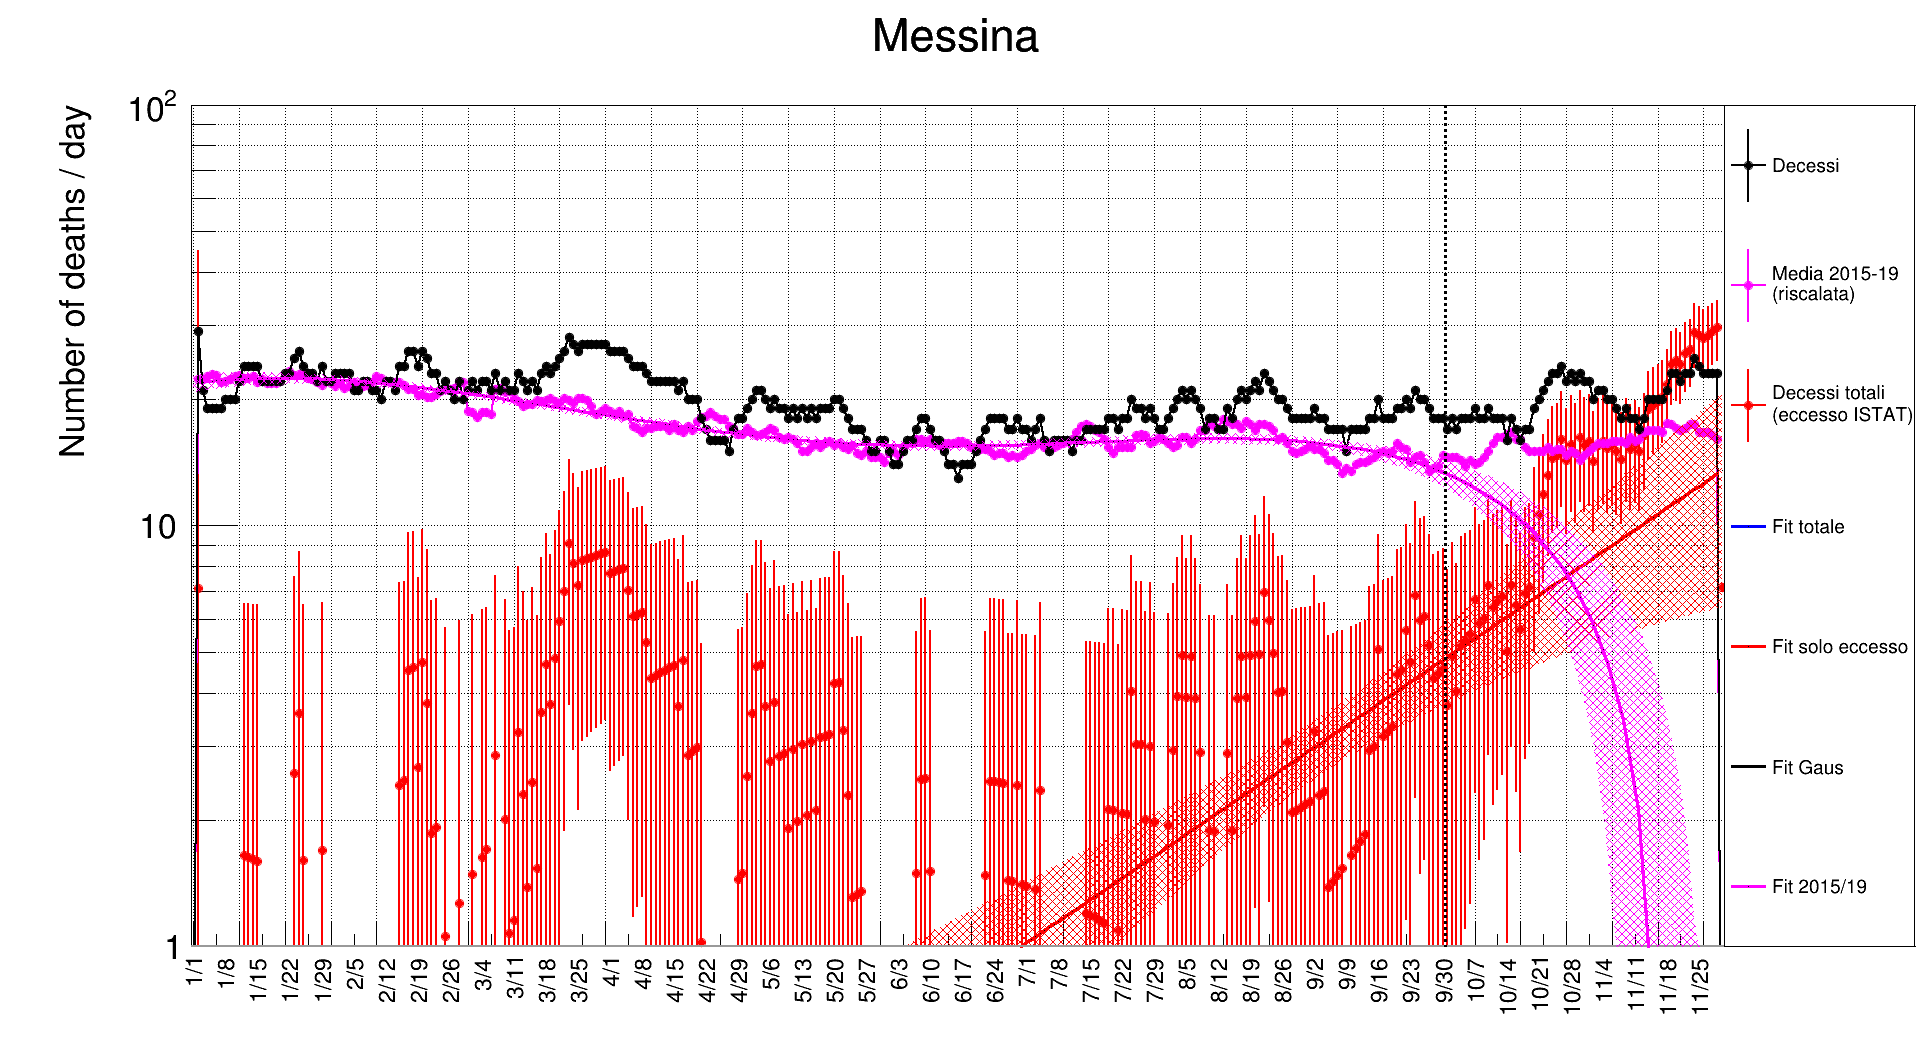 Messina
Number of deaths / day
10²
10
1
1/1 1/8 1/15 1/22 1/29 2/5 2/12 2/19 2/26 3/4 3/11 3/18 3/25 4/1 4/8 4/15 4/22 4/29 5/6 5/13 5/20 5/27 6/3 6/10 6/17 6/24 7/1 7/8 7/15 7/22 7/29 8/5 8/12 8/19 8/26 9/2 9/9 9/16 9/23 9/30 10/7 10/14 10/21 10/28 11/4 11/11 11/18 11/25
Decessi
Media 2015-19
(riscalata)
Decessi totali
(eccesso ISTAT)
Fit totale
Fit solo eccesso
Fit Gaus
Fit 2015/19